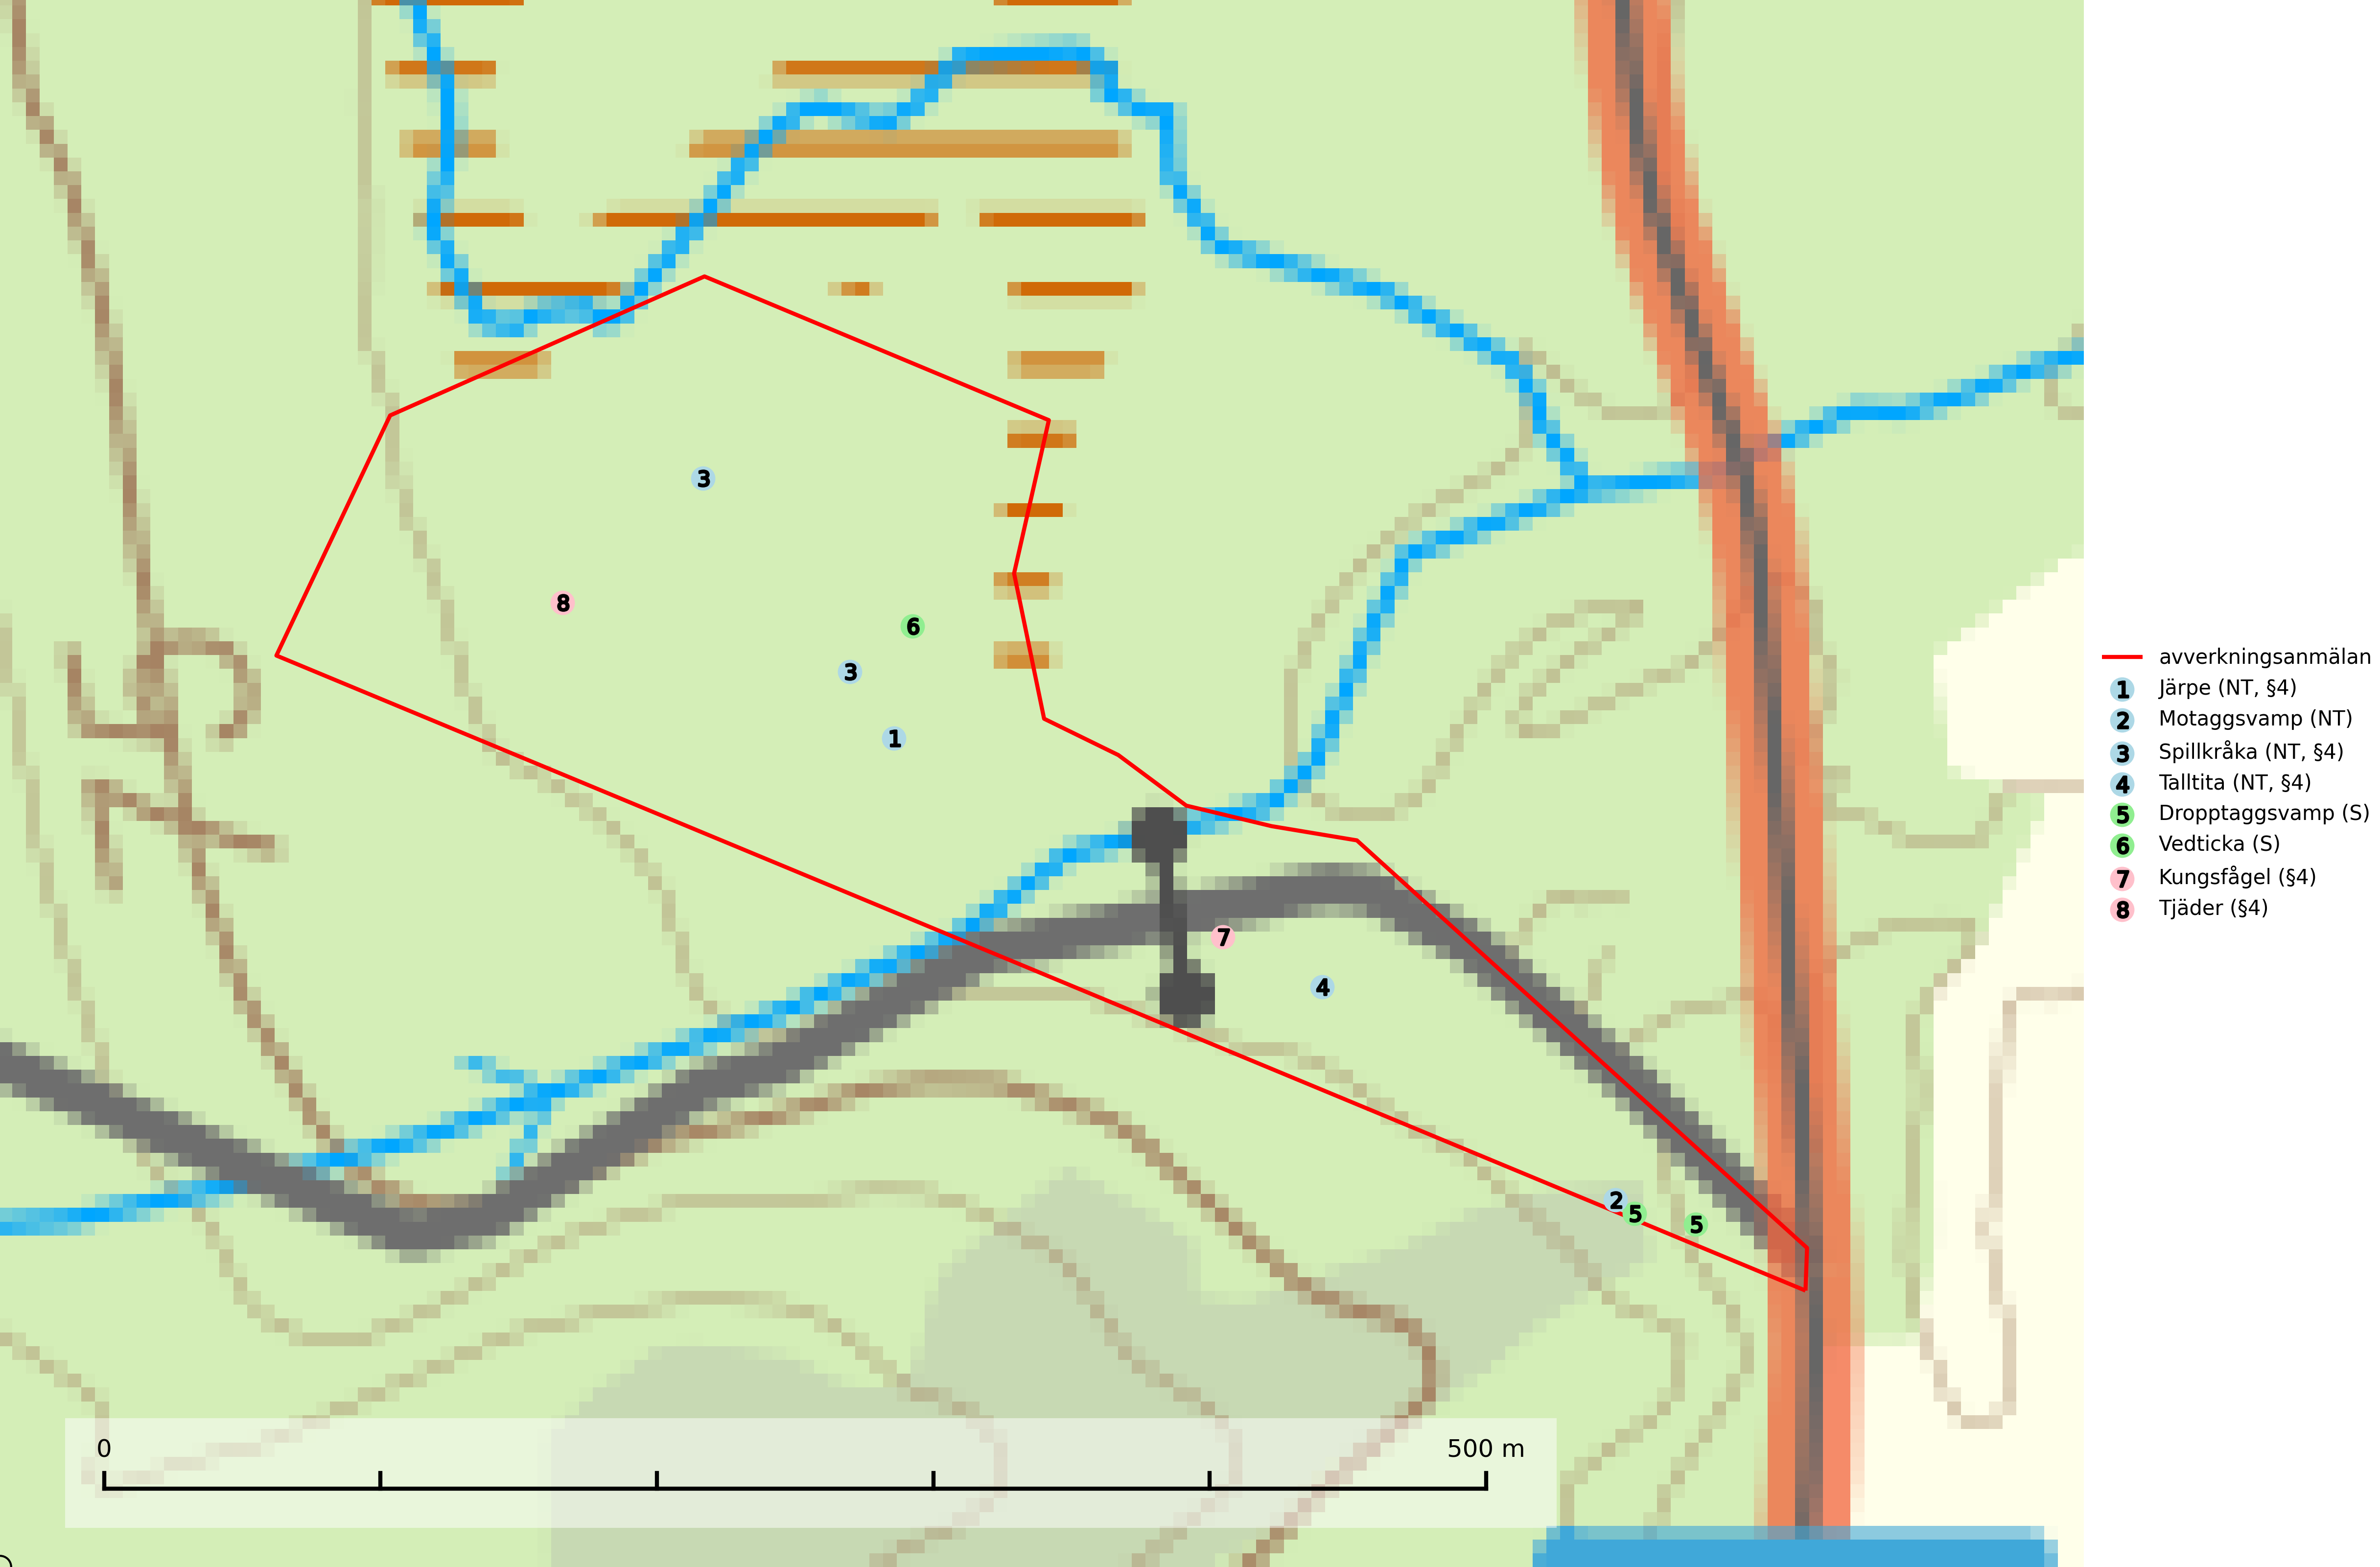 3
8
6
3
1
7
4
2
5
5
avverkningsanmälan
1 Järpe (NT, §4)
2 Motaggsvamp (NT)
3 Spillkråka (NT, §4)
4 Talltita (NT, §4)
5 Dropptaggsvamp (S)
6 Vedticka (S)
7 Kungsfågel (§4)
8 Tjäder (§4)
0 500 m